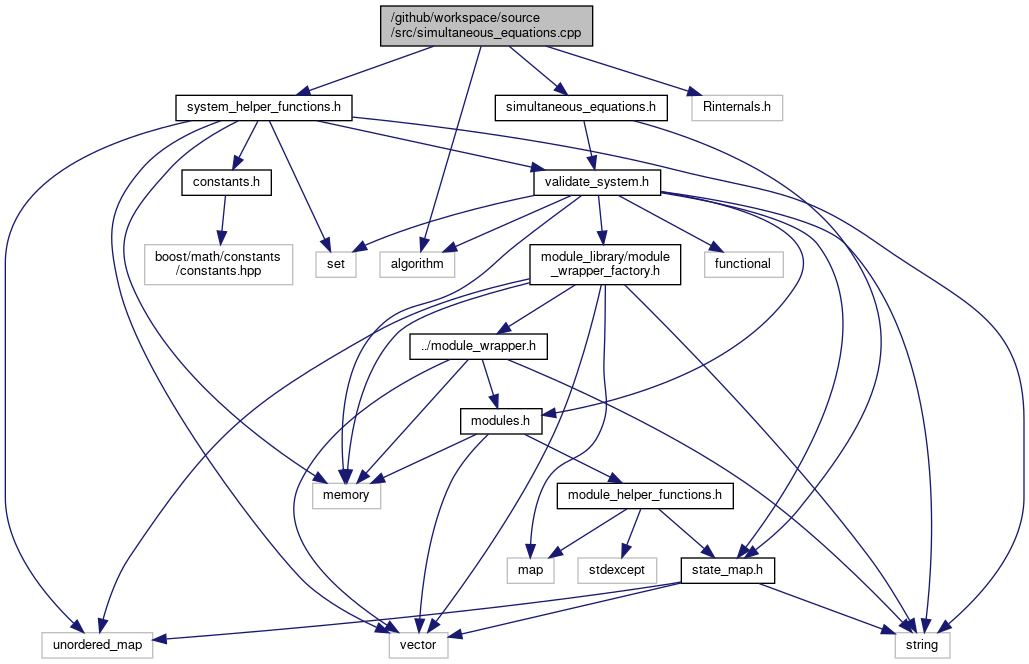 /github/workspace/source
/src/simultaneous_equations.cpp
system_helper_functions.h
simultaneous_equations.h
Rinternals.h
constants.h
validate_system.h
boost/math/constants
/constants.hpp
set
algorithm
module_library/module
_wrapper_factory.h
functional
../module_wrapper.h
modules.h
memory
module_helper_functions.h
map
stdexcept
state_map.h
unordered_map
vector
string